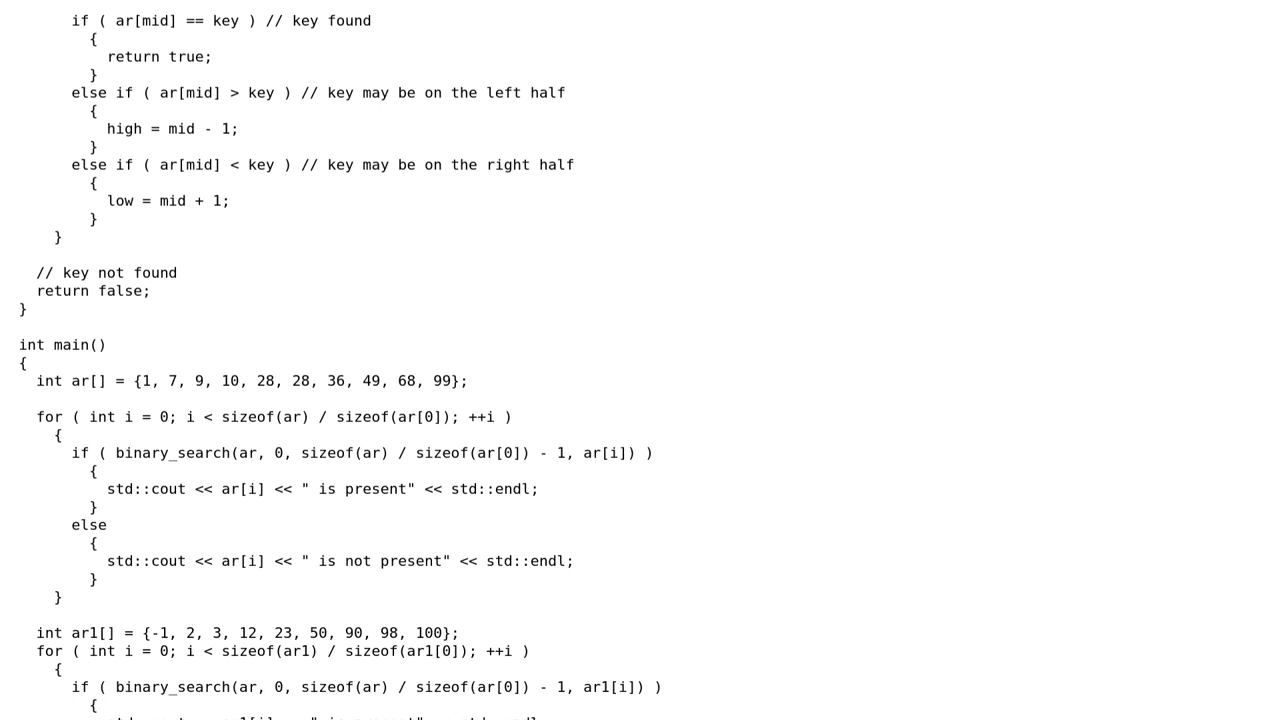 if ( ar[mid] == key ) // key found
{
return true;
}
else if ( ar[mid] > key ) // key may be on the left half
{
high = mid - 1;
}
else if ( ar[mid] < key ) // key may be on the right half
{
low = mid + 1;
}
}
// key not found
return false;
}
int main()
{
int ar[] = {1, 7, 9, 10, 28, 28, 36, 49, 68, 99};
for ( int i = 0; i < sizeof(ar) / sizeof(ar[0]); ++i )
{
if ( binary_search(ar, 0, sizeof(ar) / sizeof(ar[0]) - 1, ar[i]) )
{
std::cout << ar[i] << " is present" << std::endl;
}
else
{
std::cout << ar[i] << " is not present" << std::endl;
}
}
int ar1[] = {-1, 2, 3, 12, 23, 50, 90, 98, 100};
for ( int i = 0; i < sizeof(ar1) / sizeof(ar1[0]); ++i )
{
if ( binary_search(ar, 0, sizeof(ar) / sizeof(ar[0]) - 1, ar1[i]) )
{